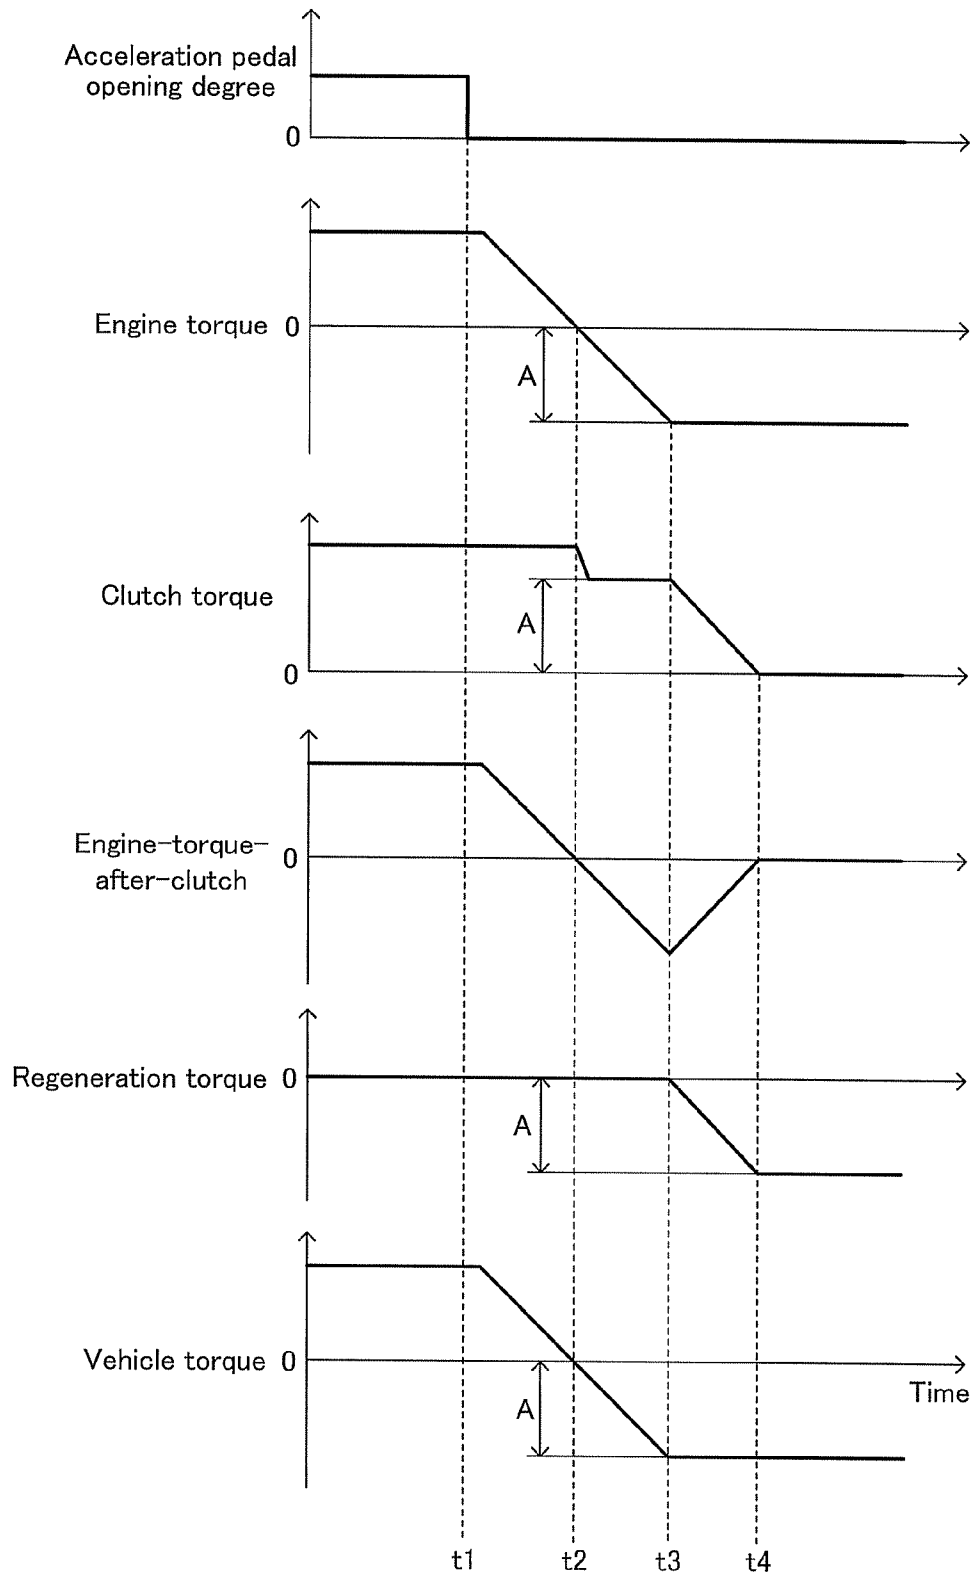 Acceleration pedal
opening degree
0
Engine torque 0
A
Clutch torque
A
0
Engine-torque-
after-clutch
0
Regeneration torque 0
A
Vehicle torque 0
A
Time
t1 t2 t3 t4